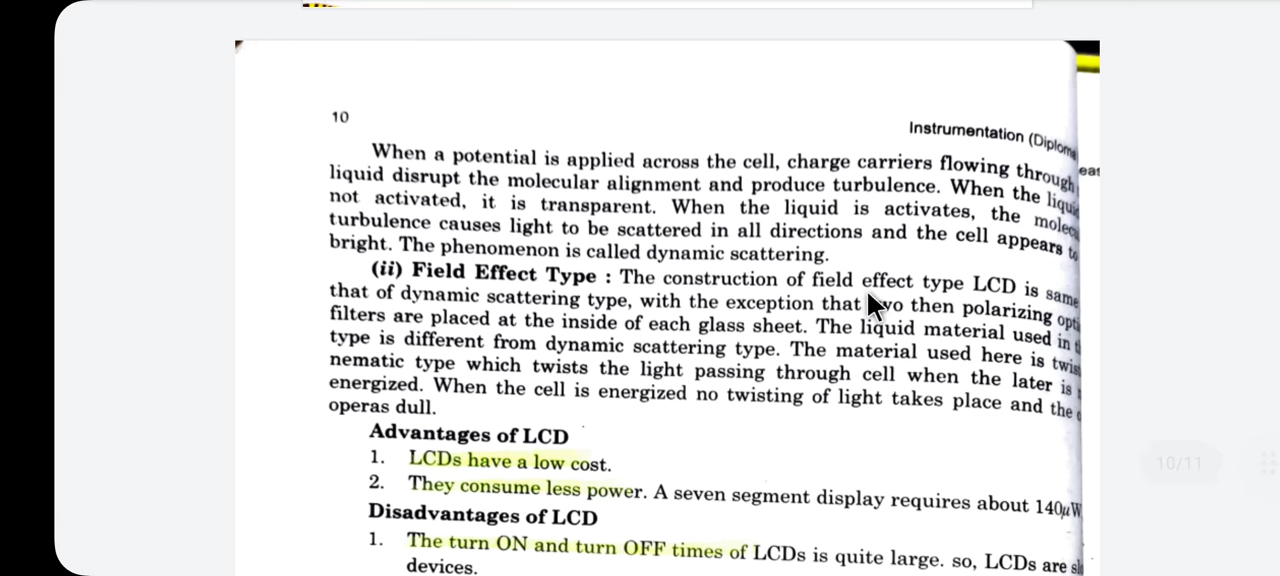 10
Instrumentation (Diploma
When a potential is applied across the cell, charge carriers flowing through
liquid disrupt the molecular alignment and produce turbulence. When the
not activated, it is transparent. When the liquid is activates, the
turbulence causes light to be scattered in all directions and the cell appears
bright. The phenomenon is called dynamic scattering.
(ii) Field Effect Type : The construction of field effect type LCD is same
that of dynamic scattering type, with the exception that then polarizing
filters are placed at the inside of each glass sheet. The liquid material used in
type is different from dynamic scattering type. The material used here is
nematic type which twists the light passing through cell when the later is
energized. When the cell is energized no twisting of light takes place and the
operas dull.
Advantages of LCD
1. LCDs have a low cost.
2. They consume less power. A seven segment display requires about 140μW
Disadvantages of LCD
1. The turn ON and turn OFF times of LCDs is quite large. so, LCDs are
devices.
10/11